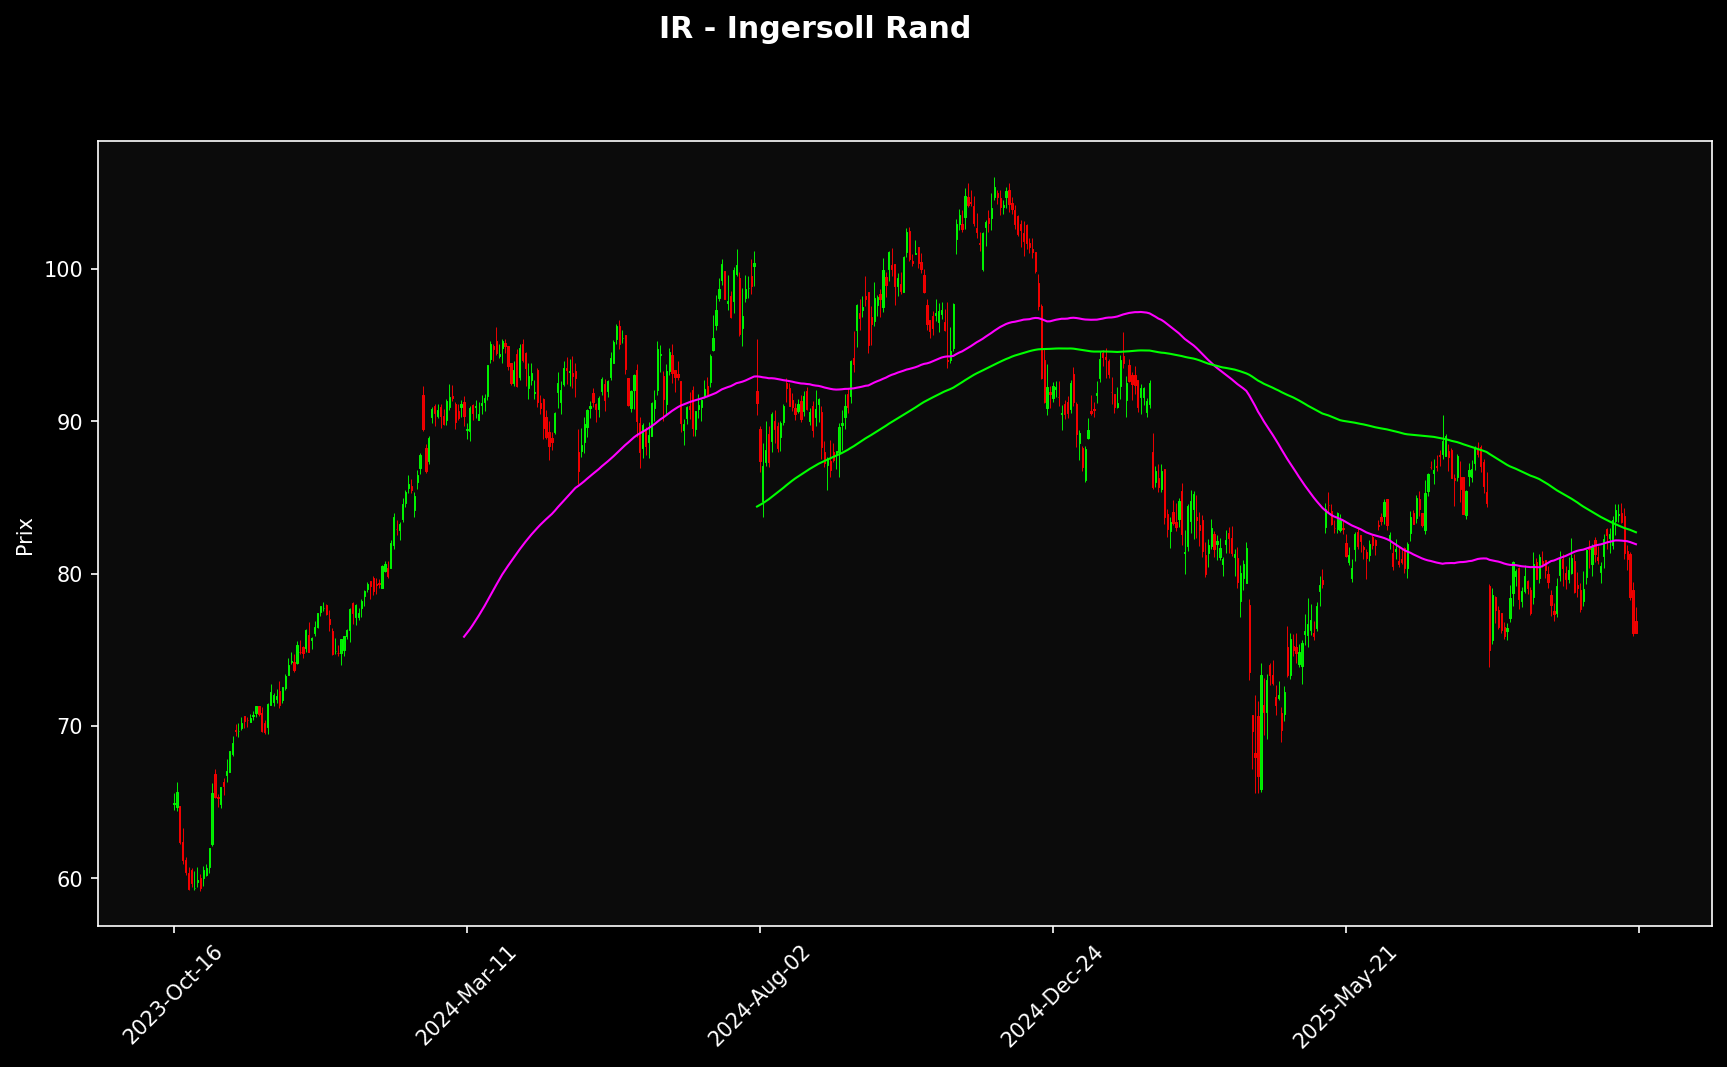 IR - Ingersoll Rand
Prix
100
90
80
70
60
2023-Oct-16
2024-Mar-11
2024-Aug-02
2024-Dec-24
2025-May-21